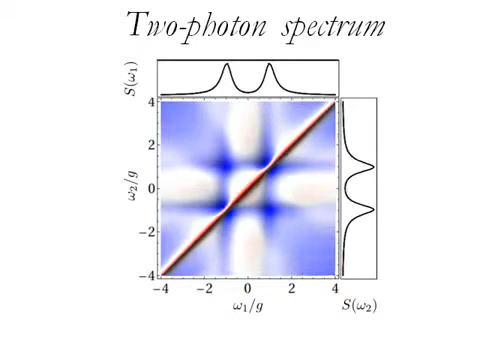 Two-photon spectrum
S(ω₁)
4
2
0
−2
−4
ω₂/g
−4 −2 0 2 4
ω₁/g
S(ω₂)